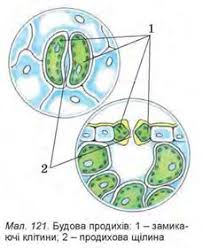 1
2
Мал. 121. Будова продихів: 1 – замика-
ючі клітини; 2 – продихова щілина